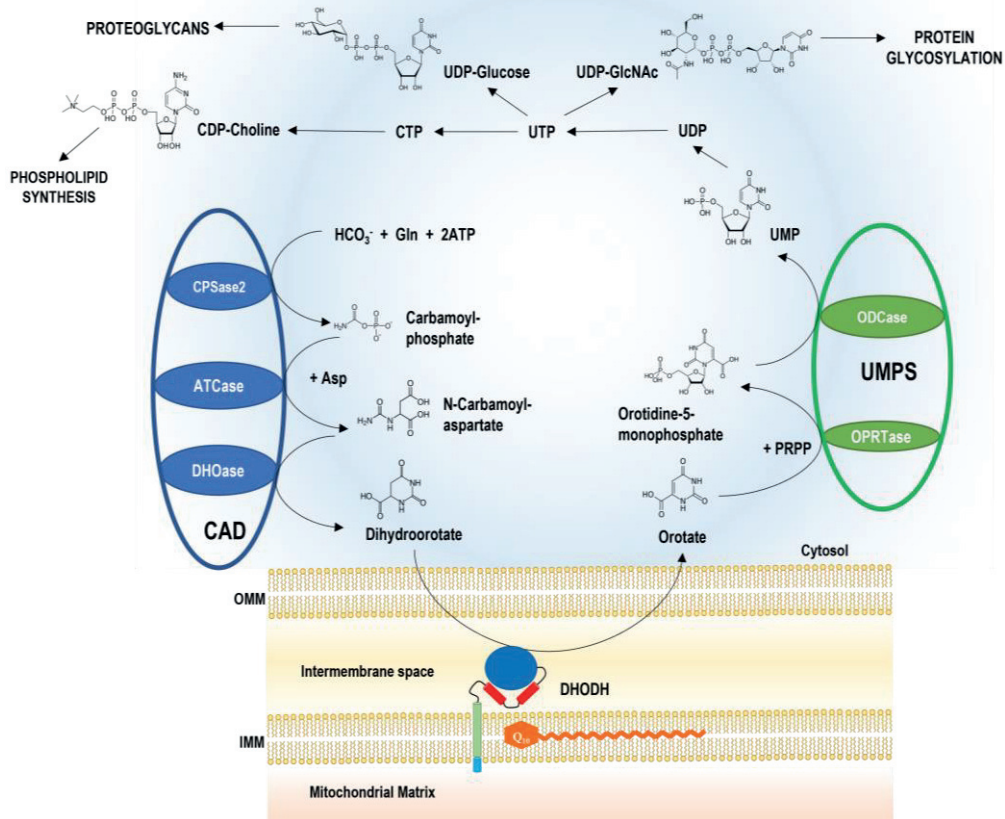 PROTEOGLYCANS
UDP-Glucose
UDP-GlcNAc
PROTEIN
GLYCOSYLATION
CDP-Choline
CTP
UTP
UDP
PHOSPHOLIPID
SYNTHESIS
UMP
HCO₃⁻ + Gln + 2ATP
CPSase2
Carbamoyl-
phosphate
ATCase
+ Asp
N-Carbamoyl-
aspartate
DHOase
CAD
Dihydroorotate
ODCase
UMPS
Orotidine-5-
monophosphate
OPRTase
+ PRPP
Orotate
Cytosol
OMM
Intermembrane space
DHODH
IMM
Q₁₀
Mitochondrial Matrix